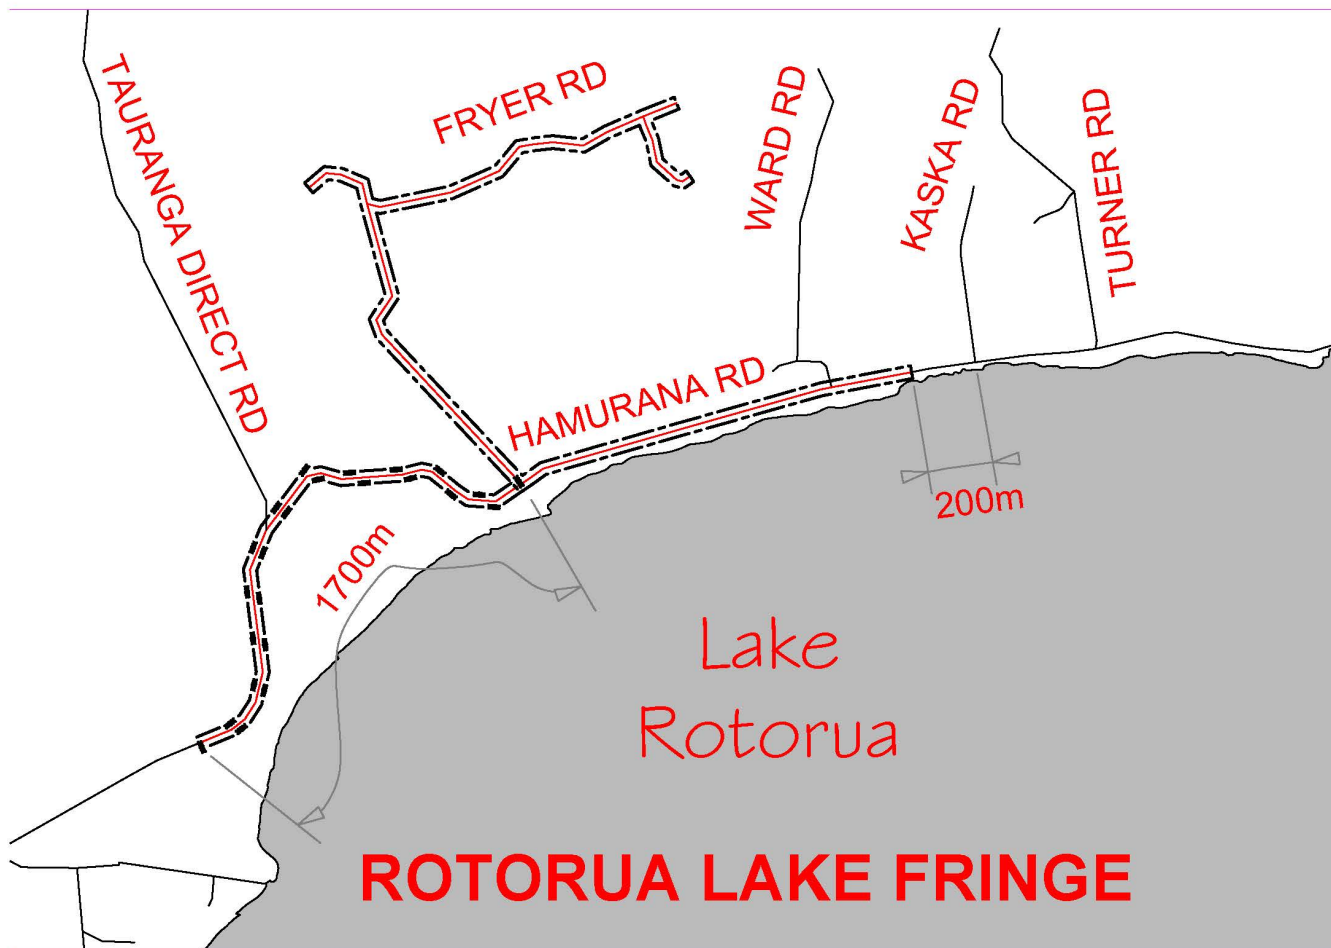 TAURANGA DIRECT RD
FRYER RD
WARD RD
KASKA RD
TURNER RD
HAMURANA RD
1700m
200m
Lake
Rotorua
ROTORUA LAKE FRINGE